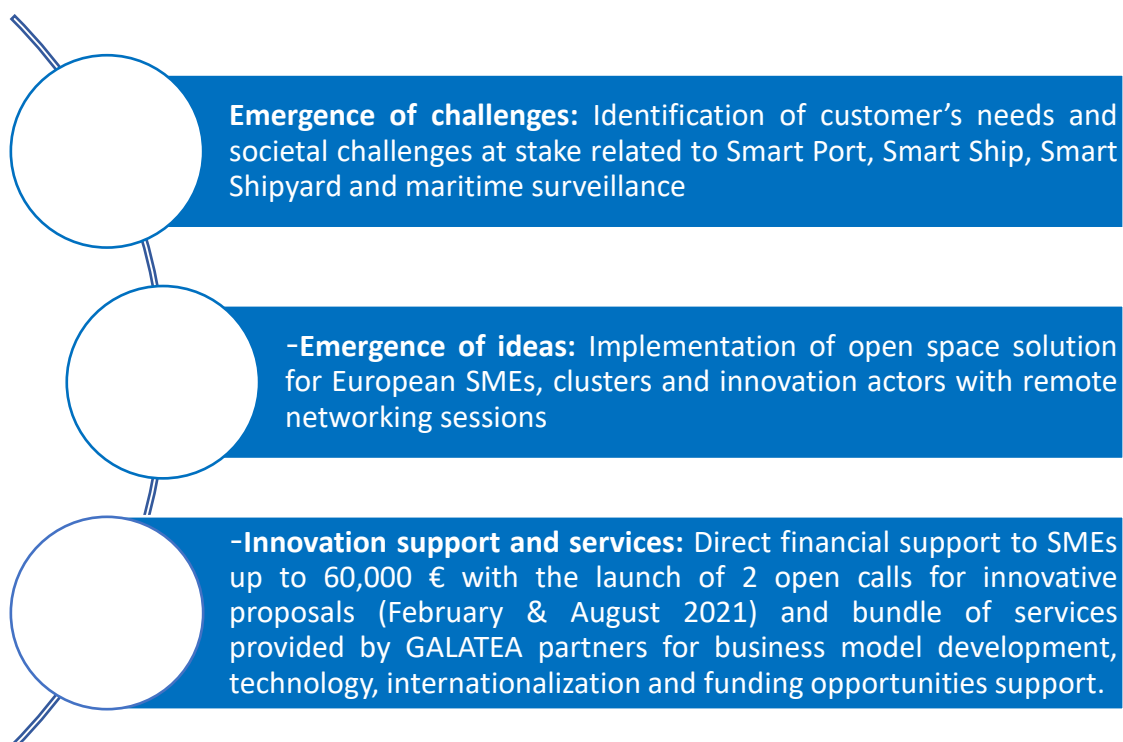 Emergence of challenges: Identification of customer’s needs and
societal challenges at stake related to Smart Port, Smart Ship, Smart
Shipyard and maritime surveillance
-Emergence of ideas: Implementation of open space solution
for European SMEs, clusters and innovation actors with remote
networking sessions
-Innovation support and services: Direct financial support to SMEs
up to 60,000 € with the launch of 2 open calls for innovative
proposals (February & August 2021) and bundle of services
provided by GALATEA partners for business model development,
technology, internationalization and funding opportunities support.